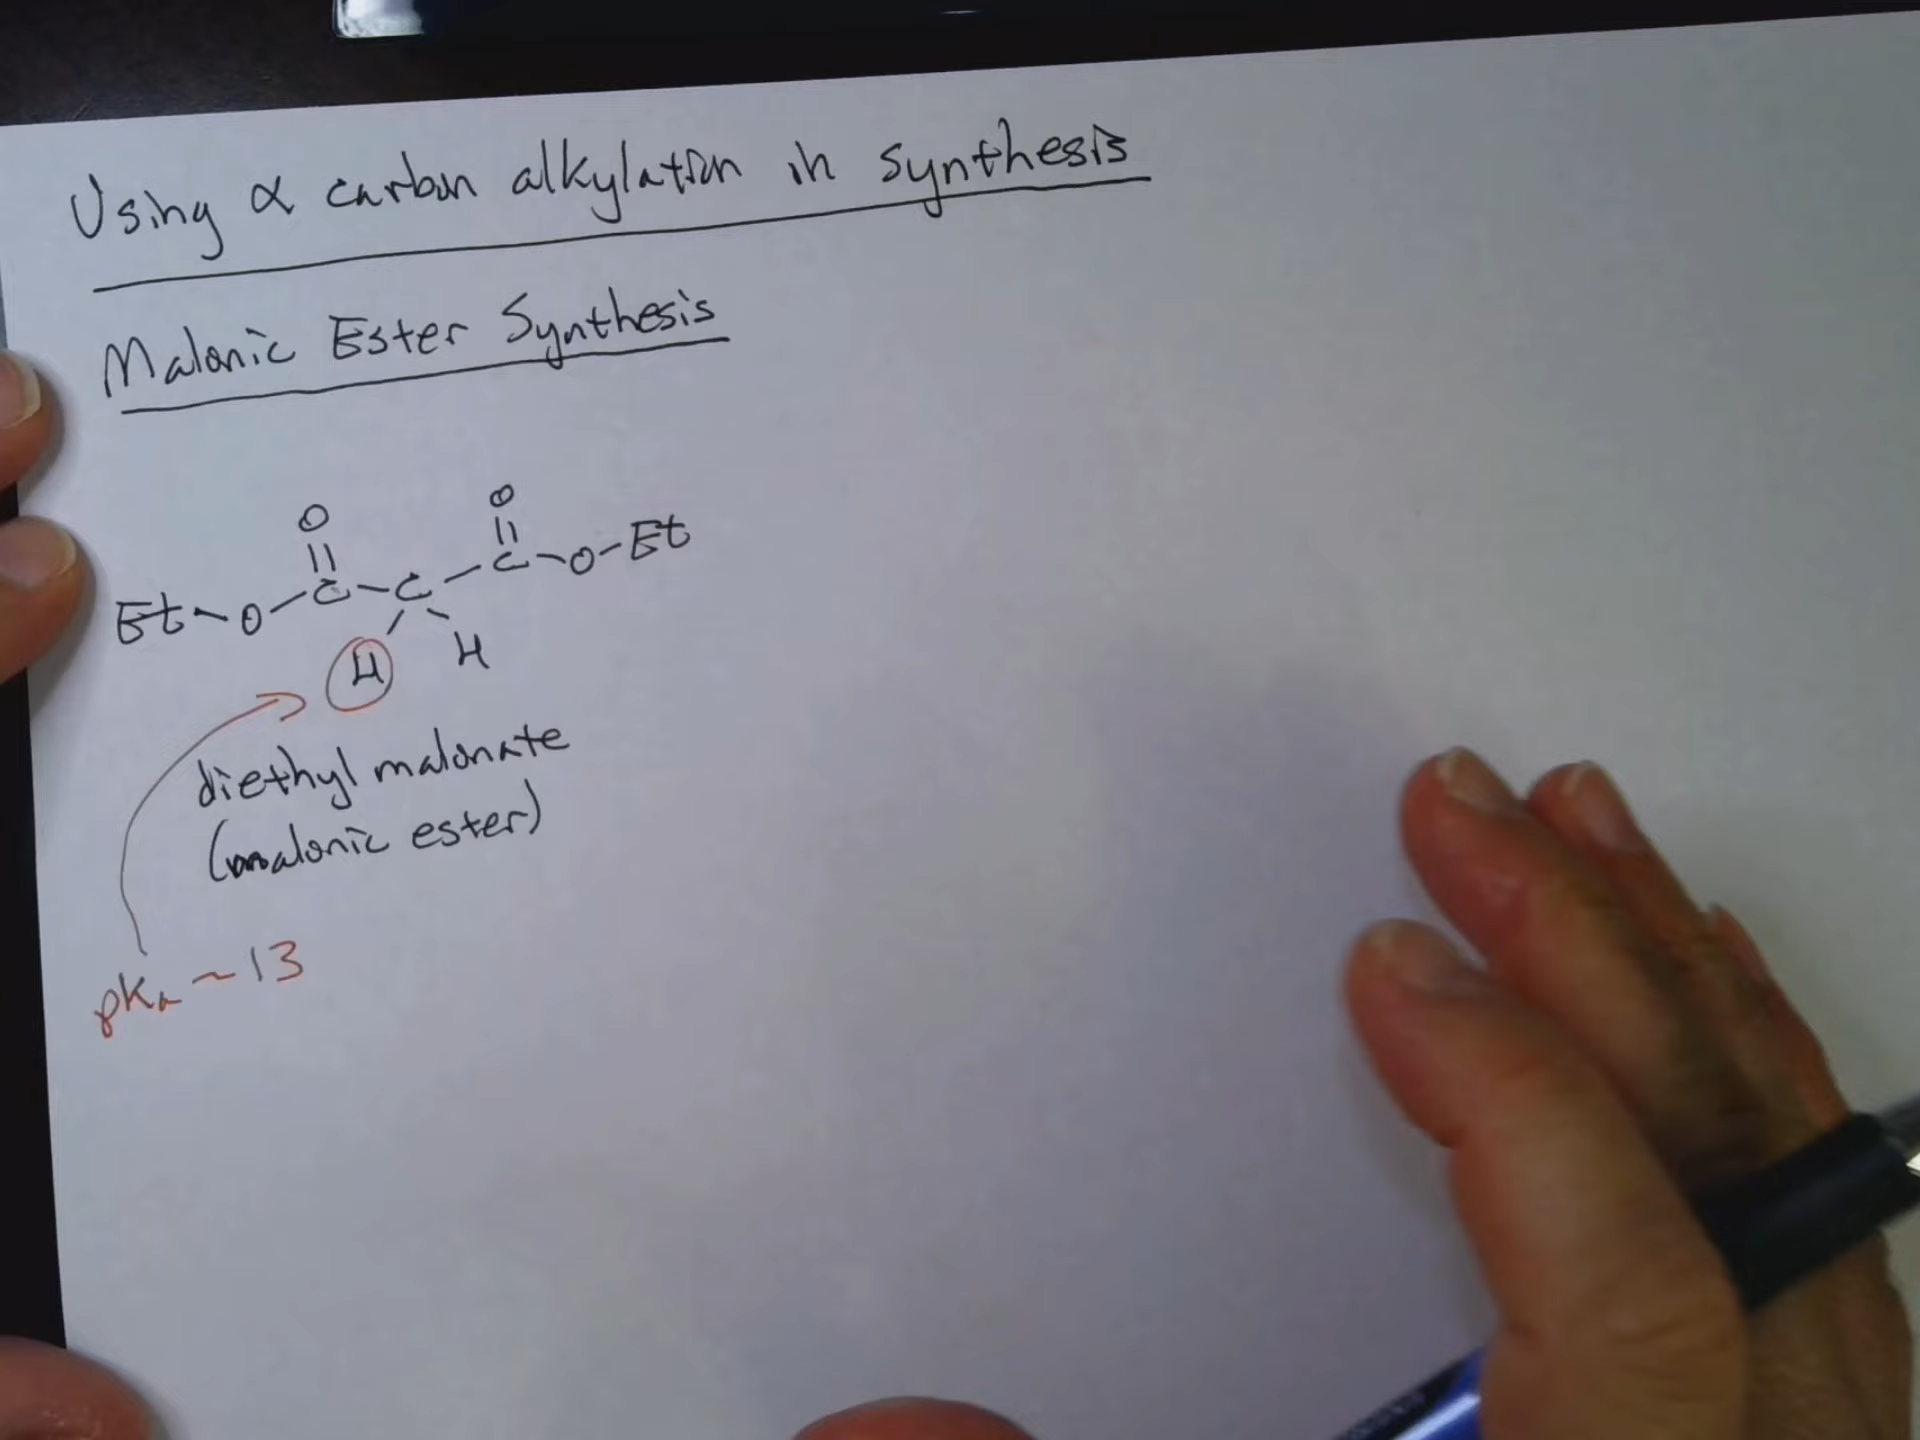 Using α carbon alkylation in synthesis
Malonic Ester Synthesis
O O
Et-O-C-C-C-O-Et
H H
diethyl malonate
(malonic ester)
pKa ~13